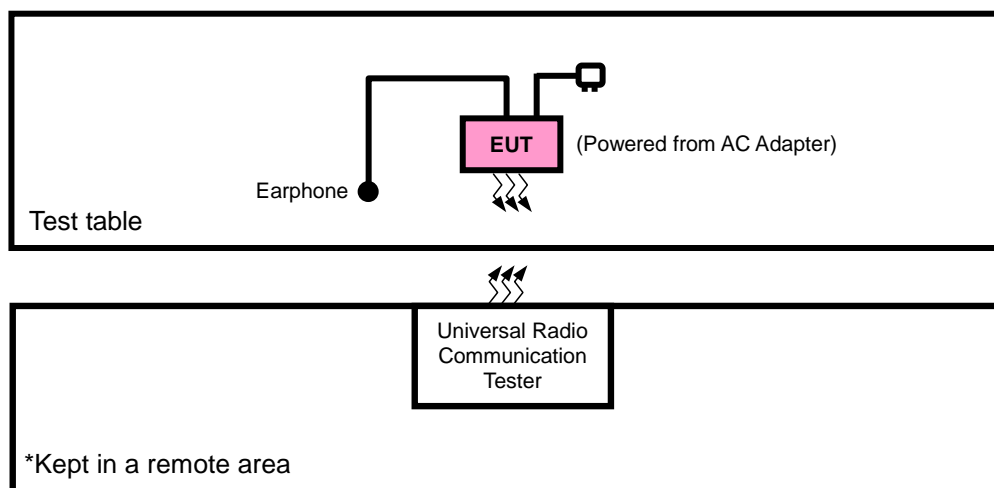 EUT
(Powered from AC Adapter)
Earphone
Test table
Universal Radio
Communication
Tester
*Kept in a remote area